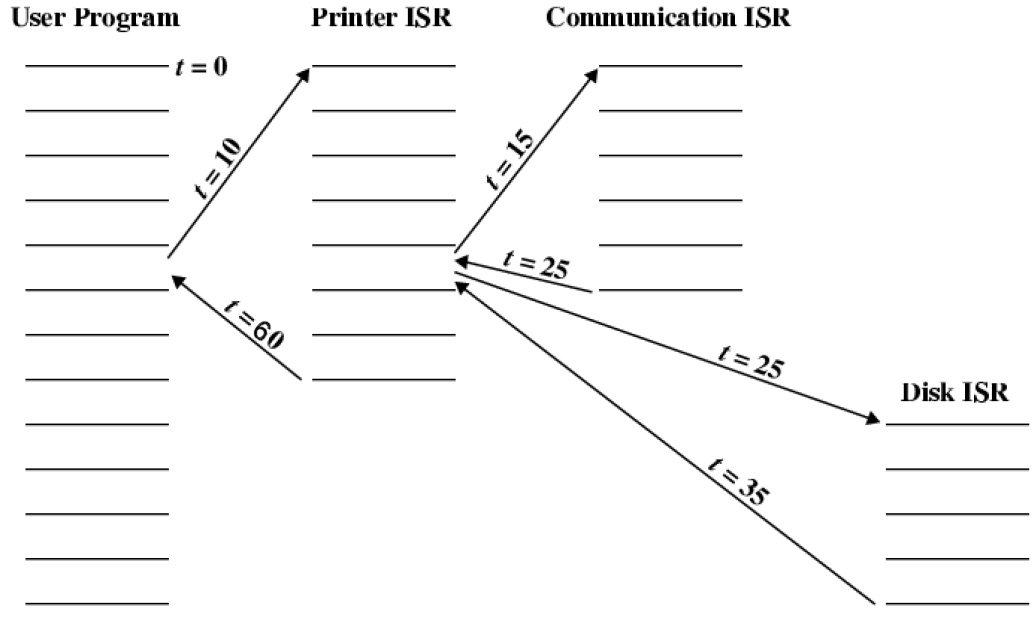 User Program
Printer ISR
Communication ISR
t = 0
t = 10
t = 15
t = 25
t = 60
t = 25
Disk ISR
t = 35